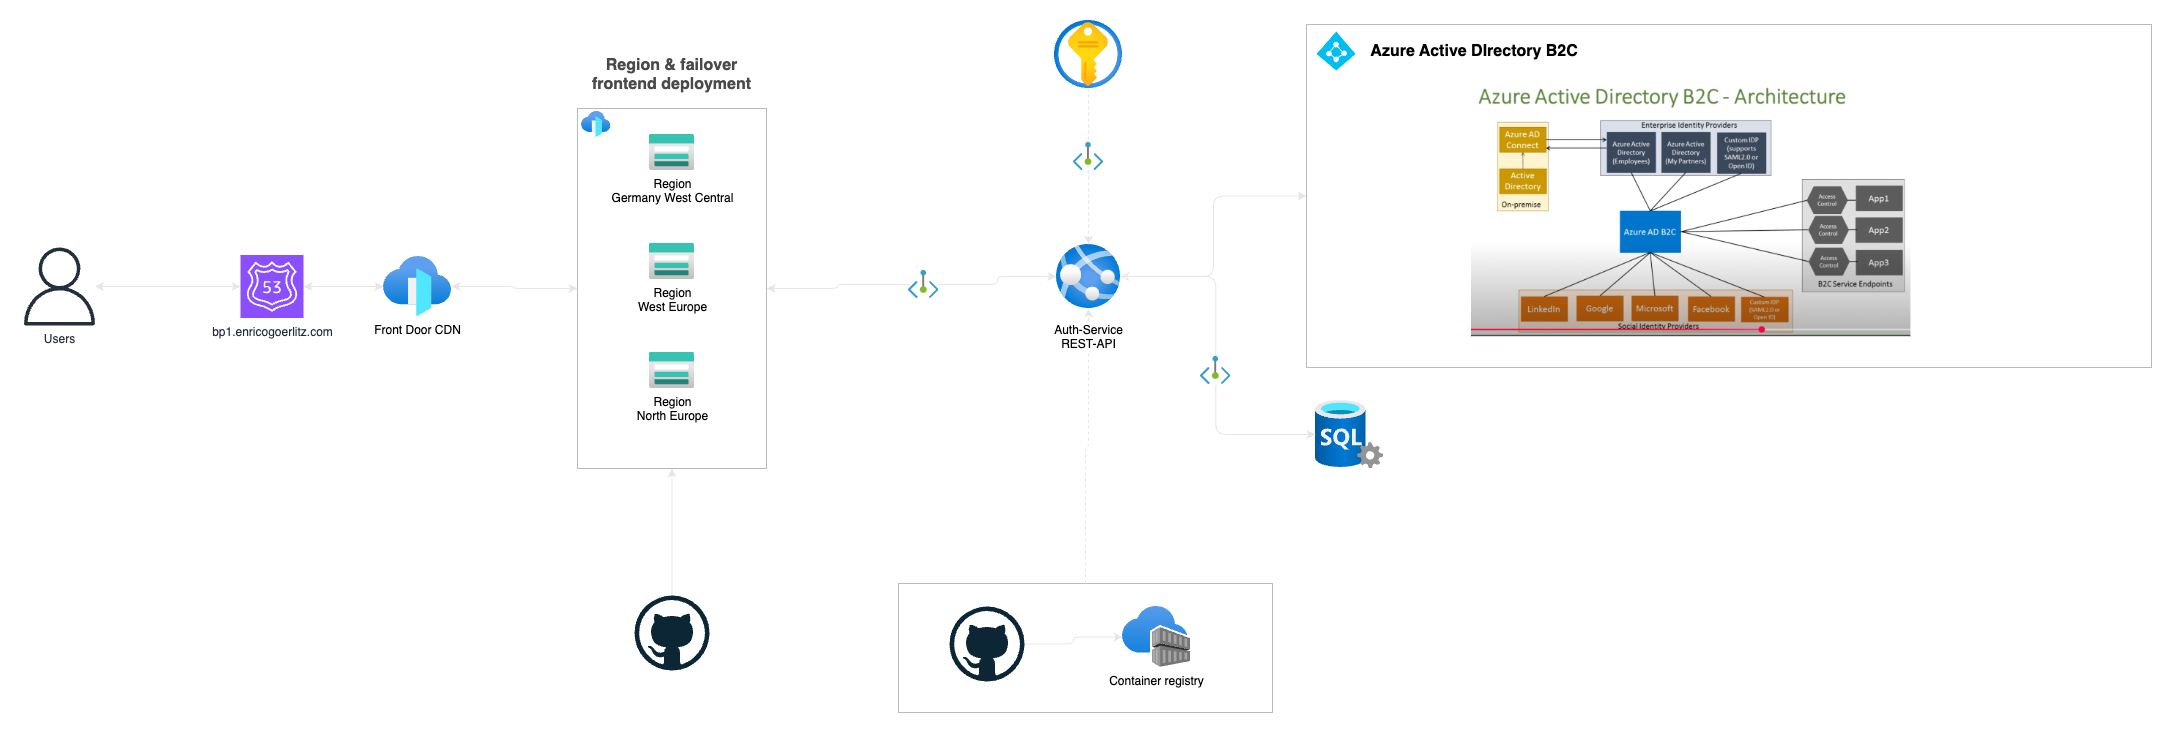 Region & failover
frontend deployment
Region
Germany West Central
Region
West Europe
Region
North Europe
Users
53
bp1.enricogoerlitz.com
Front Door CDN
Auth-Service
REST-API
Container registry
SQL
Azure Active DIrectory B2C
Azure Active Directory B2C - Architecture
Azure AD
Connect
Active
Directory
On-premise
Enterprise Identity Providers
Azure Active
Directory
(Employees)
Azure Active
Directory
(My Partners)
Custom IDP
(supports
SAML2.0 or
Open ID)
Azure AD B2C
Access
Control
App1
Access
Control
App2
Access
Control
App3
B2C Service Endpoints
LinkedIn
Google
Microsoft
Facebook
Custom IDP
(SAML2.0 or
Open ID)
Social Identity Providers